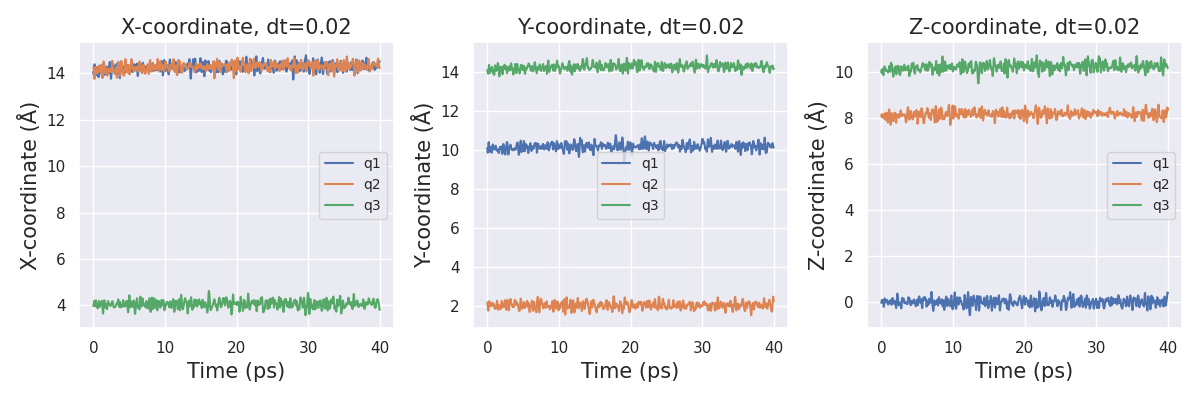 X-coordinate, dt=0.02
X-coordinate (Å)
14
12
10
8
6
4
q1
q2
q3
0
10
20
30
40
Time (ps)
Y-coordinate, dt=0.02
Y-coordinate (Å)
14
12
10
8
6
4
2
q1
q2
q3
0
10
20
30
40
Time (ps)
Z-coordinate, dt=0.02
Z-coordinate (Å)
10
8
6
4
2
0
q1
q2
q3
0
10
20
30
40
Time (ps)